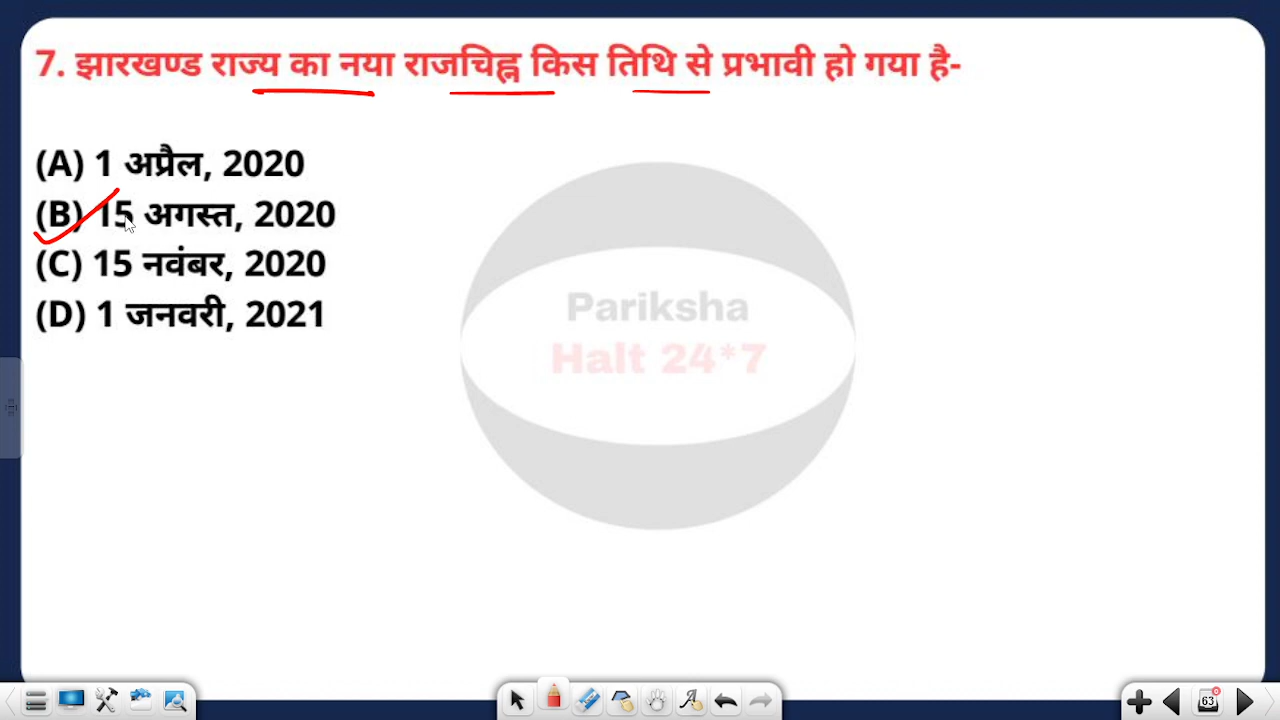 7. झारखण्ड राज्य का नया राजचिह्न किस तिथि से प्रभावी हो गया है-
(A) 1 अप्रैल, 2020
(B) 15 अगस्त, 2020
(C) 15 नवंबर, 2020
(D) 1 जनवरी, 2021
Pariksha
Halt 24*7
63